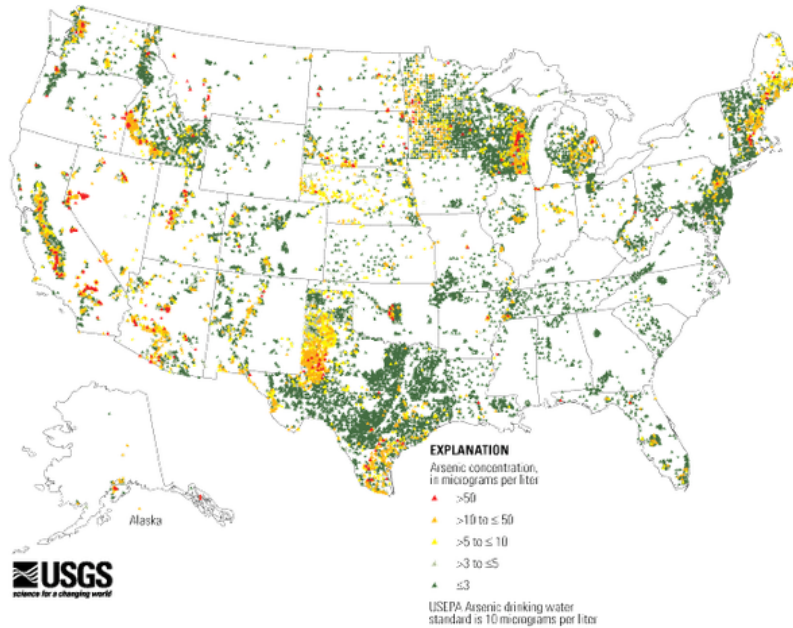 EXPLANATION
Arsenic concentration,
in micrograms per liter
>50
>10 to ≤ 50
>5 to ≤ 10
>3 to ≤5
≤3
USEPA Arsenic drinking water
standard is 10 micrograms per liter
Alaska
USGS
science for a changing world